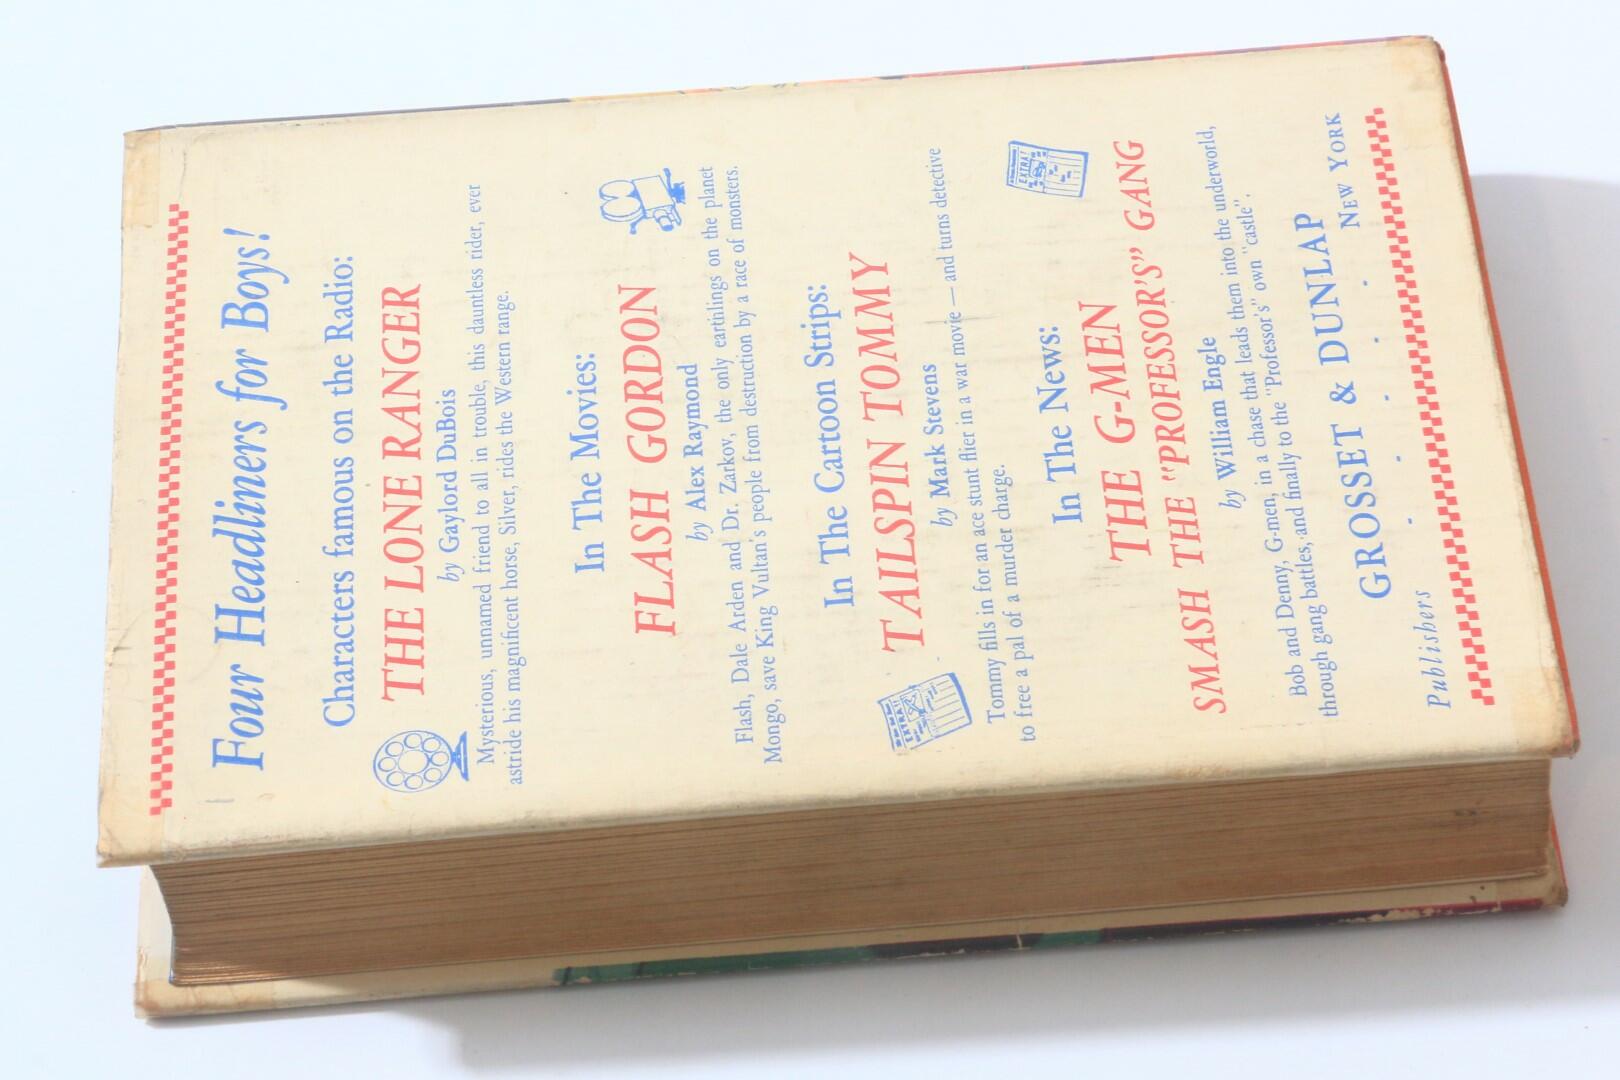 Four Headliners for Boys!
Characters famous on the Radio:
THE LONE RANGER
by Gaylord DuBois
Mysterious, unnamed friend to all in trouble, this dauntless rider, ever
astride his magnificent horse, Silver, rides the Western range.
In The Movies:
FLASH GORDON
by Alex Raymond
Flash, Dale Arden and Dr. Zarkov, the only earthlings on the planet
Mongo, save King Vultan's people from destruction by a race of monsters.
In The Cartoon Strips:
TAILSPIN TOMMY
by Mark Stevens
EXTRA!!
Tommy fills in for an ace stunt flier in a war movie — and turns detective
to free a pal of a murder charge.
In The News:
EXTRA!
THE G-MEN
SMASH THE "PROFESSOR'S" GANG
by William Engle
Bob and Denny, G-men, in a chase that leads them into the underworld,
through gang battles, and finally to the "Professor's" own "castle".
GROSSET & DUNLAP
Publishers · · · · · NEW YORK